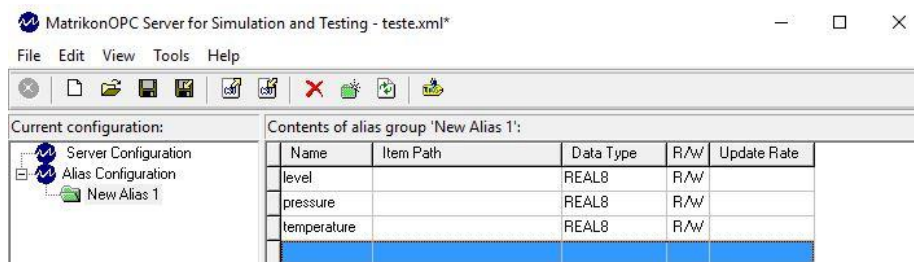 MatrikonOPC Server for Simulation and Testing - teste.xml*
File Edit View Tools Help
Current configuration:
Contents of alias group 'New Alias 1':
Server Configuration
Alias Configuration
New Alias 1
Name Item Path Data Type R/W Update Rate
level REAL8 R/W
pressure REAL8 R/W
temperature REAL8 R/W